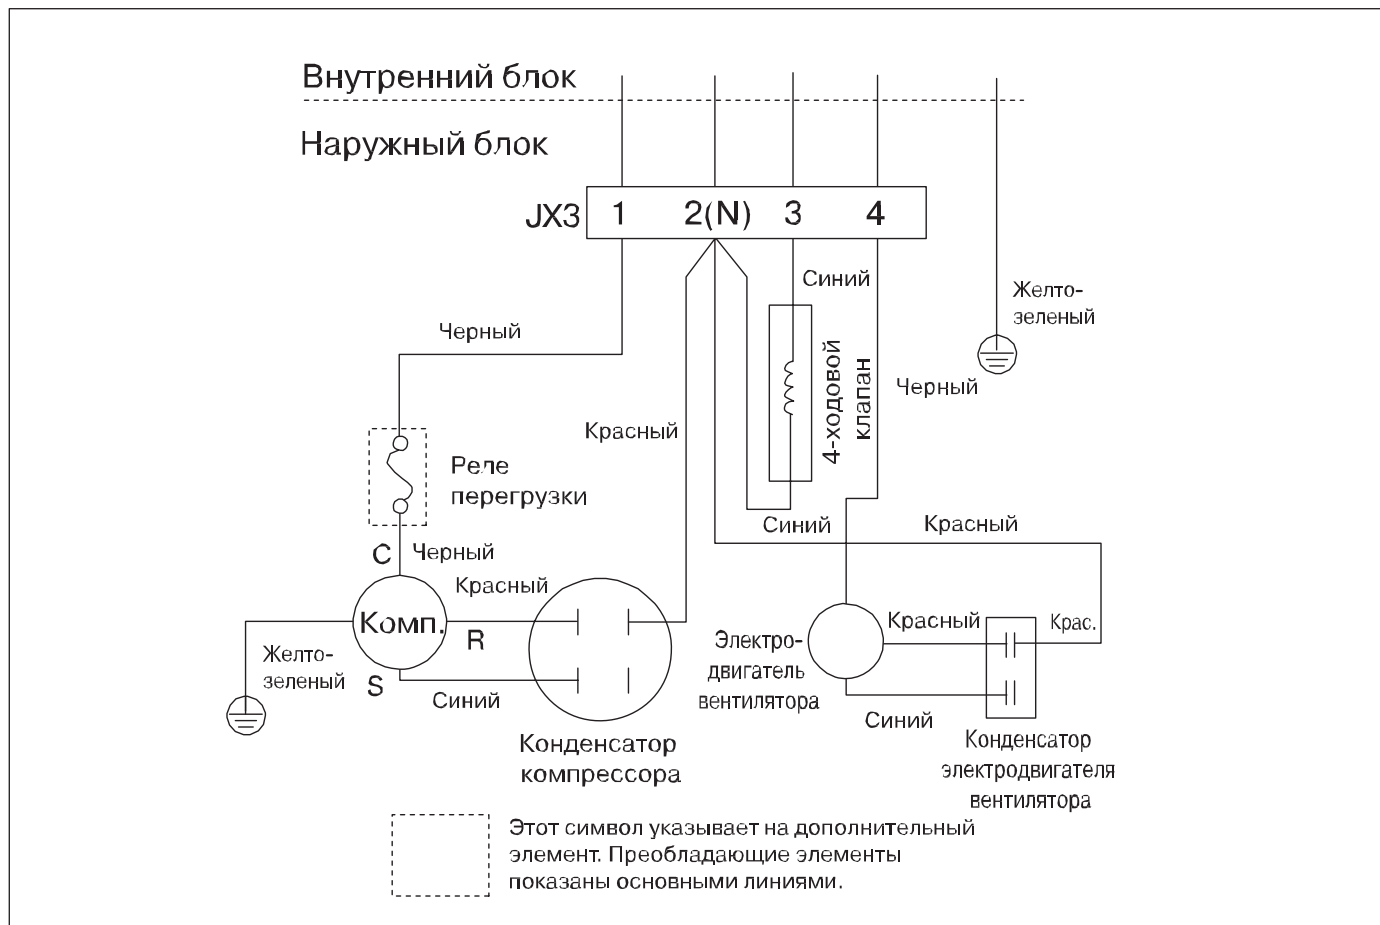 Внутренний блок
Наружный блок
JX3 1 2(N) 3 4
Синий
Желто-
зеленый
Черный
4-ходовой
клапан
Черный
Красный
Реле
перегрузки
Синий
Красный
C Черный
Красный
Комп.
R
Желто-
зеленый
S
Синий
Электро-
двигатель
вентилятора
Красный
Крас.
Синий
Конденсатор
компрессора
Конденсатор
электродвигателя
вентилятора
Этот символ указывает на дополнительный
элемент. Преобладающие элементы
показаны основными линиями.